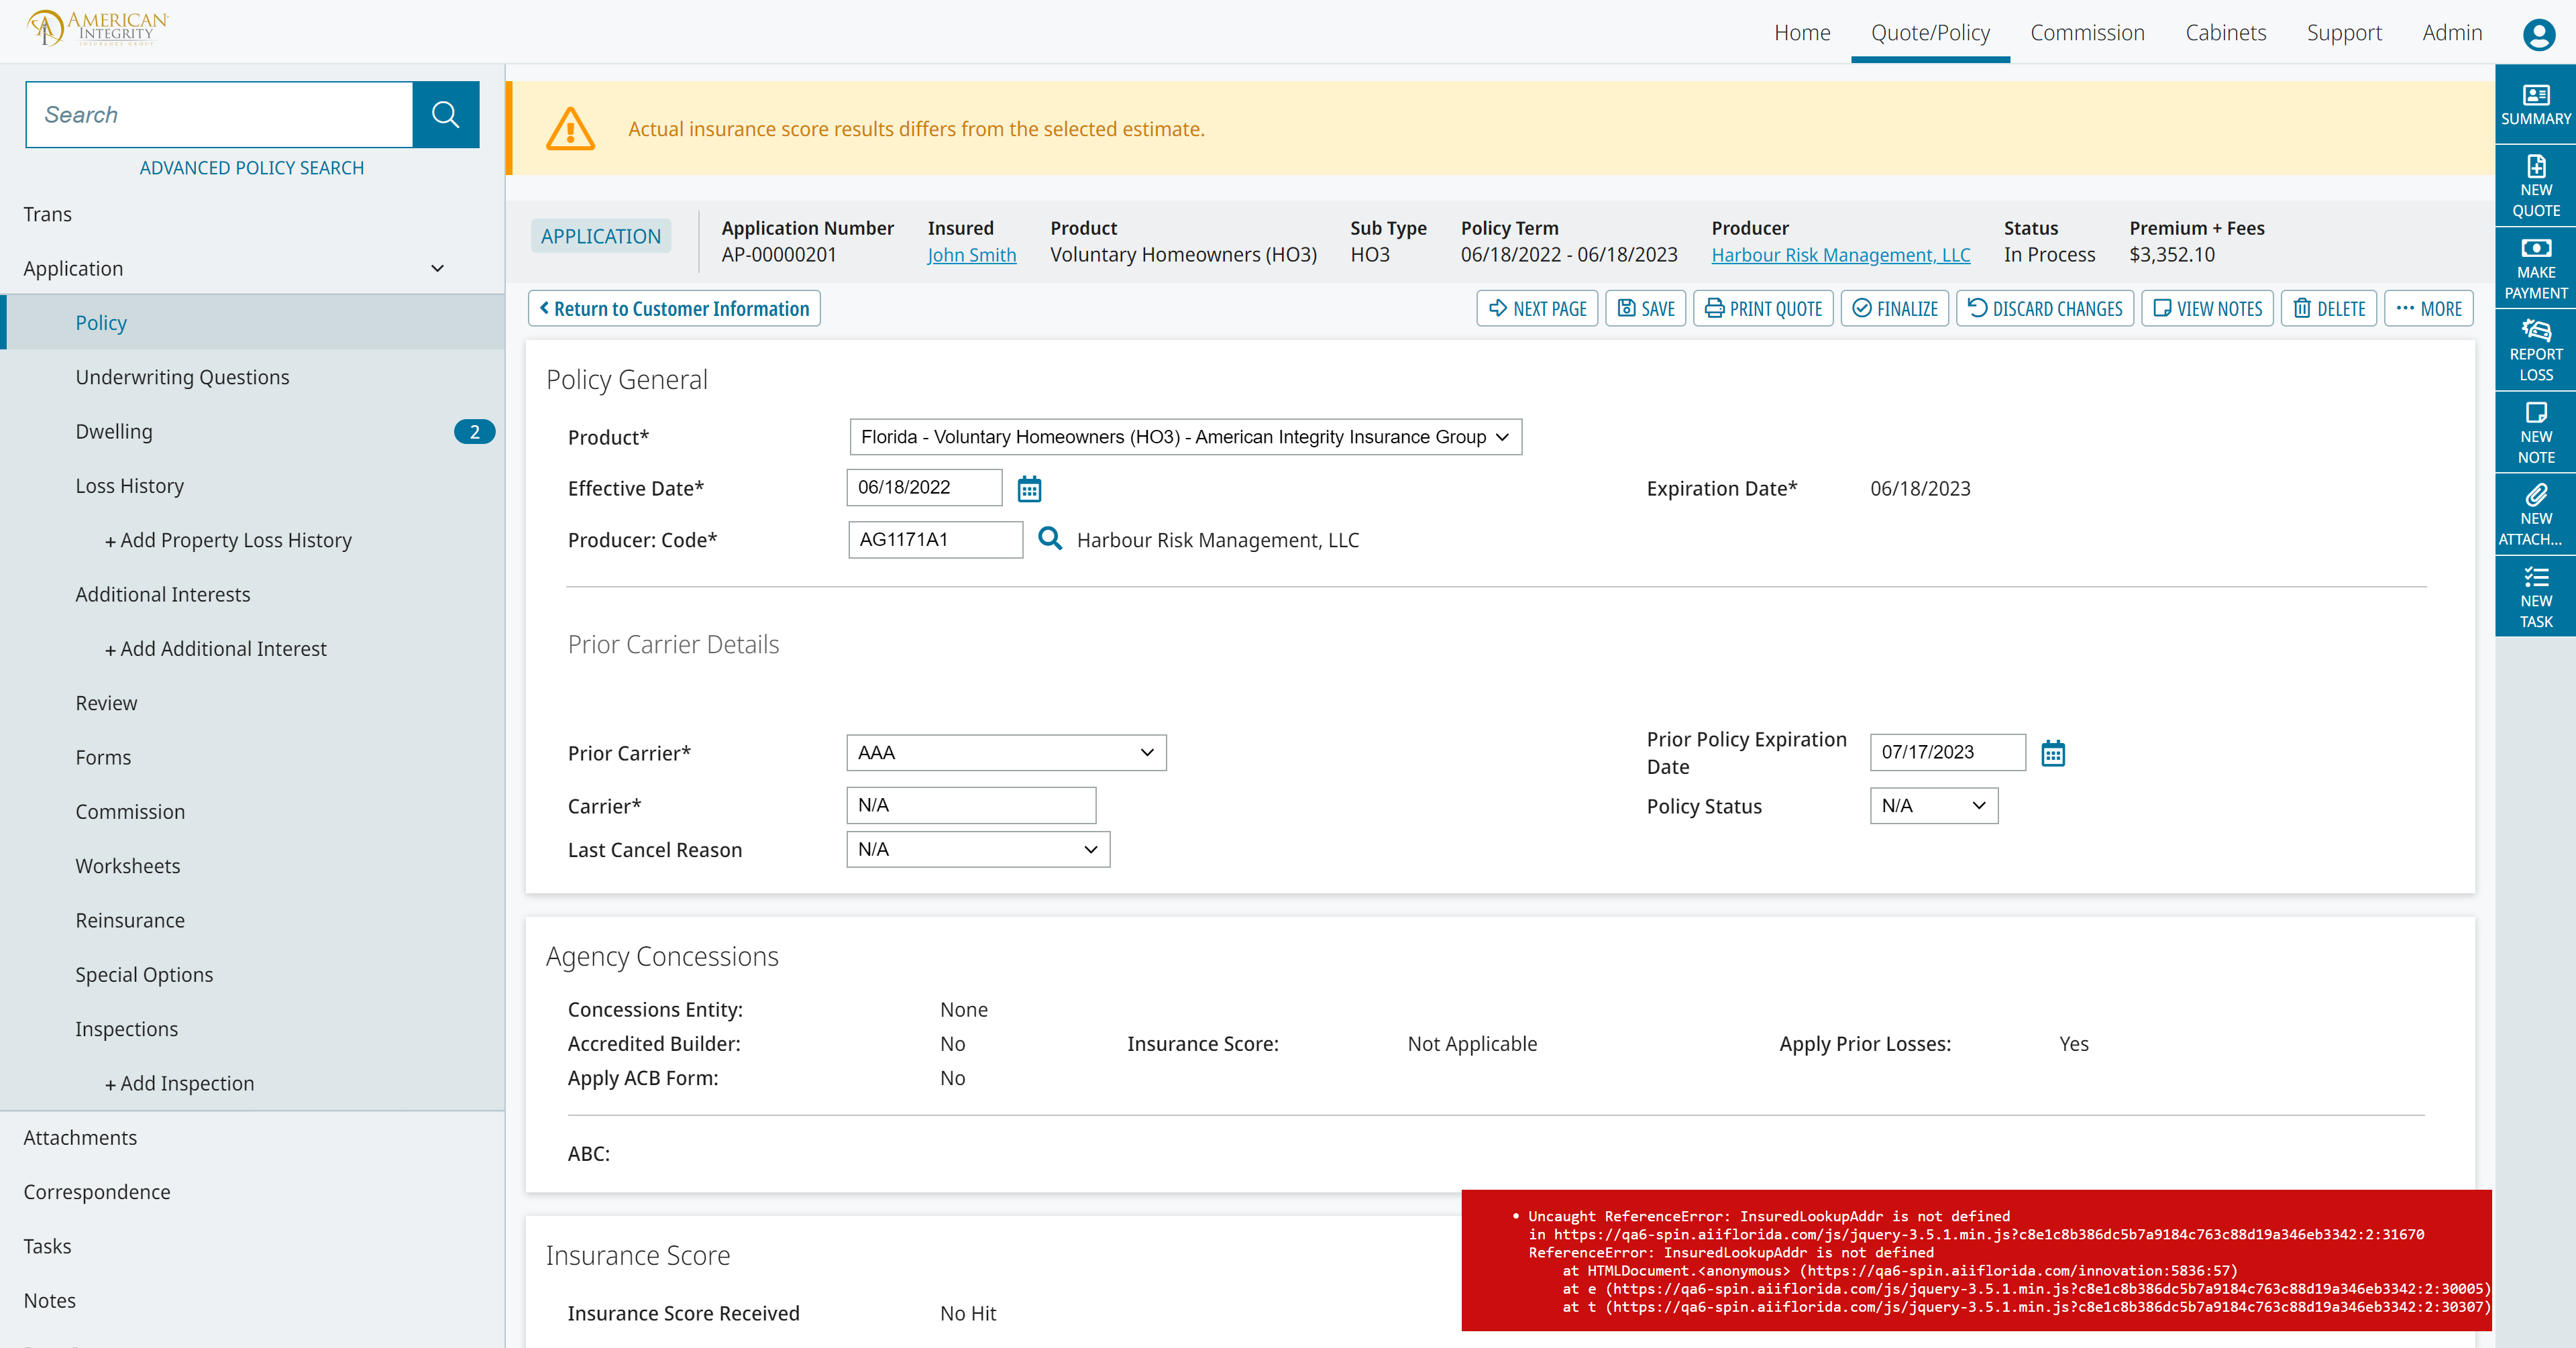 AMERICAN
INTEGRITY
INSURANCE GROUP
Home Quote/Policy Commission Cabinets Support Admin
Search
ADVANCED POLICY SEARCH
Trans
Application
Policy
Underwriting Questions
Dwelling 2
Loss History
+ Add Property Loss History
Additional Interests
+ Add Additional Interest
Review
Forms
Commission
Worksheets
Reinsurance
Special Options
Inspections
+ Add Inspection
Attachments
Correspondence
Tasks
Notes
Actual insurance score results differs from the selected estimate.
APPLICATION
Application Number Insured Product Sub Type Policy Term Producer Status Premium + Fees
AP-00000201 John Smith Voluntary Homeowners (HO3) HO3 06/18/2022 - 06/18/2023 Harbour Risk Management, LLC In Process $3,352.10
Return to Customer Information NEXT PAGE SAVE PRINT QUOTE FINALIZE DISCARD CHANGES VIEW NOTES DELETE MORE
Policy General
Product* Florida - Voluntary Homeowners (HO3) - American Integrity Insurance Group
Effective Date* 06/18/2022 Expiration Date* 06/18/2023
Producer: Code* AG1171A1 Harbour Risk Management, LLC
Prior Carrier Details
Prior Carrier* AAA Prior Policy Expiration
Date 07/17/2023
Carrier* N/A Policy Status N/A
Last Cancel Reason N/A
Agency Concessions
Concessions Entity: None
Accredited Builder: No Insurance Score: Not Applicable Apply Prior Losses: Yes
Apply ACB Form: No
ABC:
Insurance Score
Insurance Score Received No Hit
• Uncaught ReferenceError: InsuredLookupAddr is not defined
in https://qa6-spin.aiiflorida.com/js/jquery-3.5.1.min.js?c8e1c8b386dc5b7a9184c763c88d19a346eb3342:2:31670
ReferenceError: InsuredLookupAddr is not defined
at HTMLDocument.<anonymous> (https://qa6-spin.aiiflorida.com/innovation:5836:57)
at e (https://qa6-spin.aiiflorida.com/js/jquery-3.5.1.min.js?c8e1c8b386dc5b7a9184c763c88d19a346eb3342:2:30005)
at t (https://qa6-spin.aiiflorida.com/js/jquery-3.5.1.min.js?c8e1c8b386dc5b7a9184c763c88d19a346eb3342:2:30307)
SUMMARY
NEW
QUOTE
MAKE
PAYMENT
REPORT
LOSS
NEW
NOTE
NEW
ATTACH...
NEW
TASK